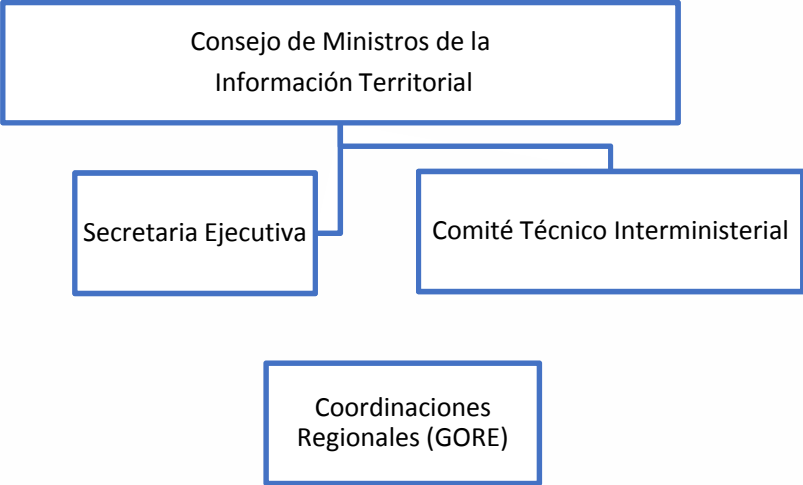 Consejo de Ministros de la
Información Territorial
Secretaria Ejecutiva
Comité Técnico Interministerial
Coordinaciones
Regionales (GORE)